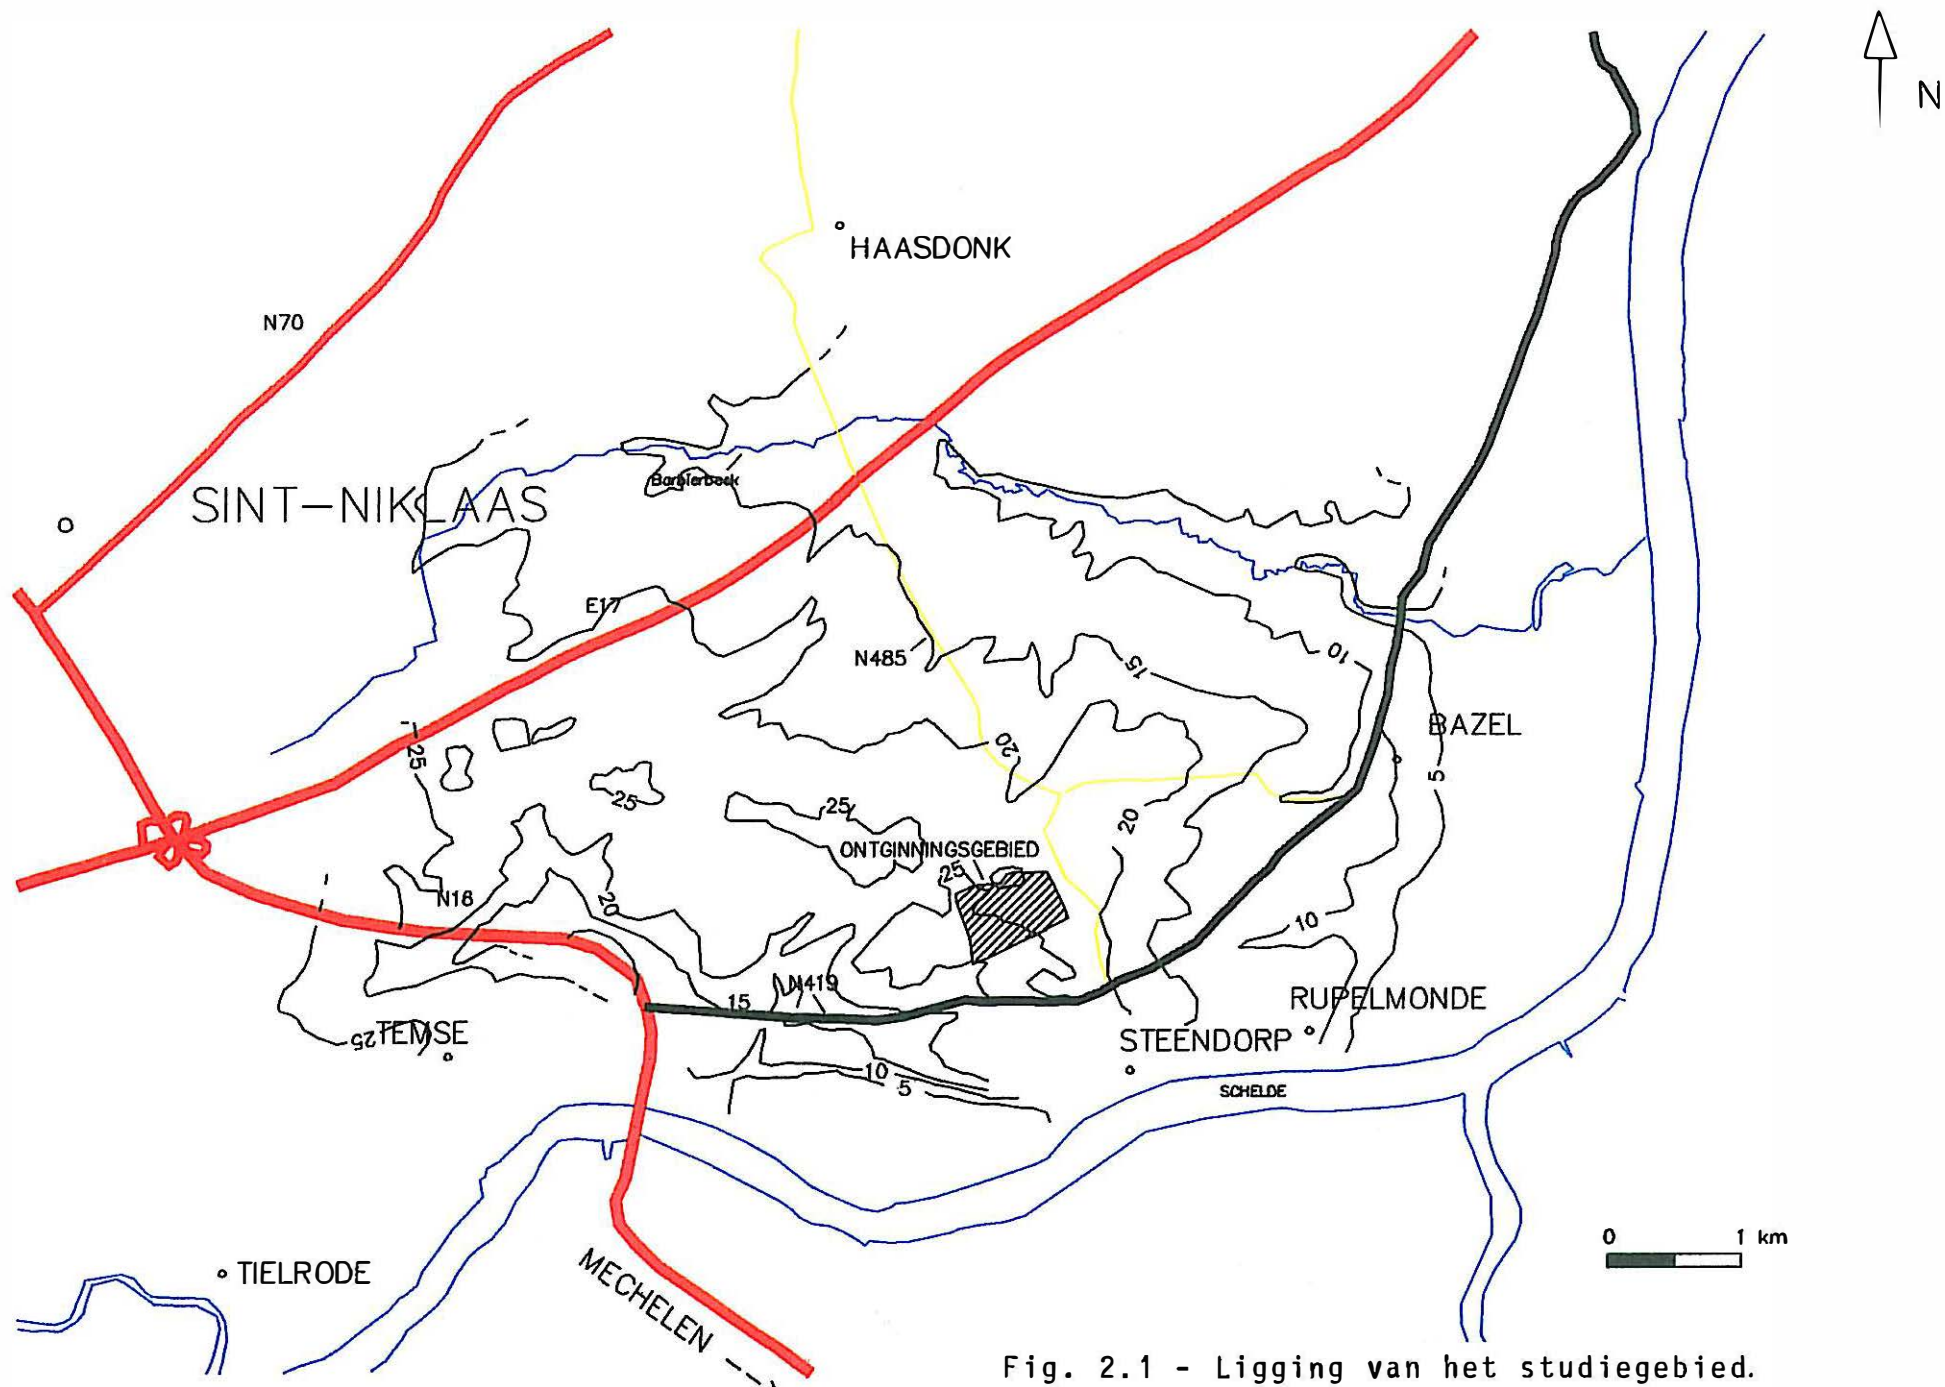 N
HAASDONK
N70
SINT-NIKLAAS
Barbierbeek
E17
N485
10
15
25
BAZEL
20
5
25
25
20
ONTGINNINGSGEBIED
25
N16
20
10
N419
15
RUPELMONDE
25
TEMSE
STEENDORP
10
5
SCHELDE
0 1 km
TIELRODE
MECHELEN
Fig. 2.1 - Ligging van het studiegebied.